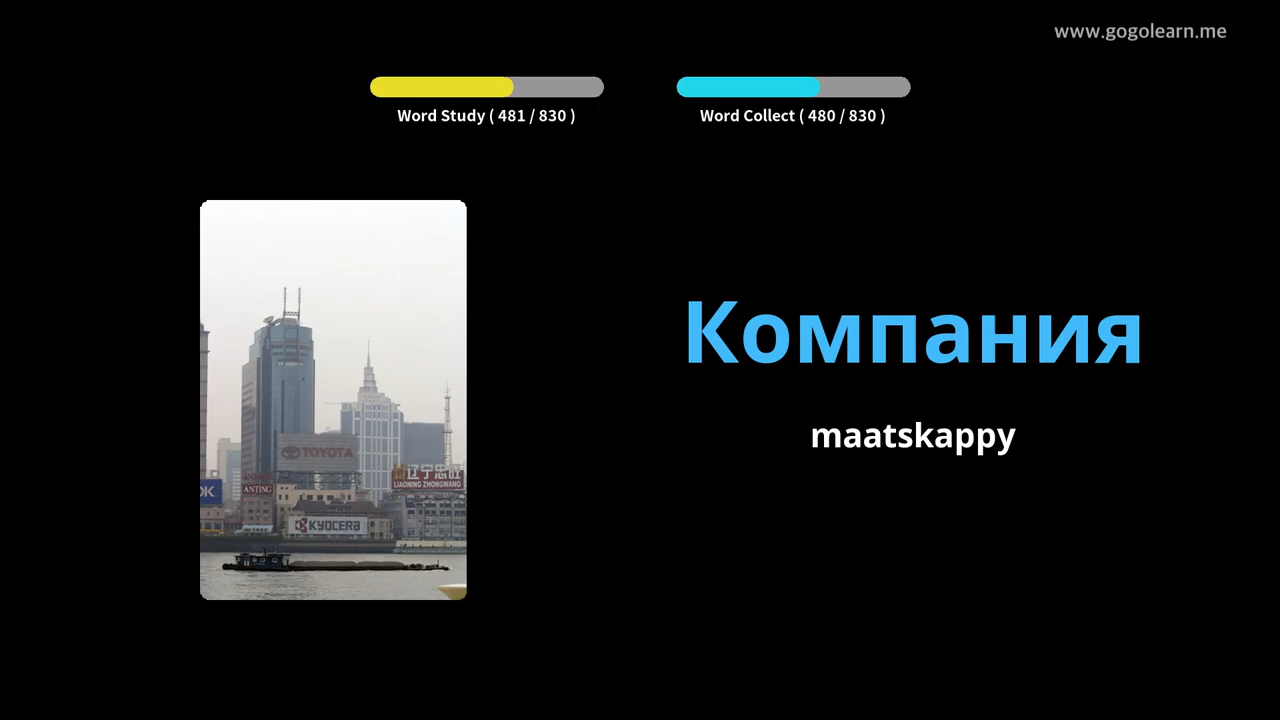 www.gogolearn.me
Word Study ( 481 / 830 )
Word Collect ( 480 / 830 )
Компания
maatskappy
TOYOTA
辽宁忠旺
LIAONING ZHONGWANG
OK
ANTING
KYOCERA